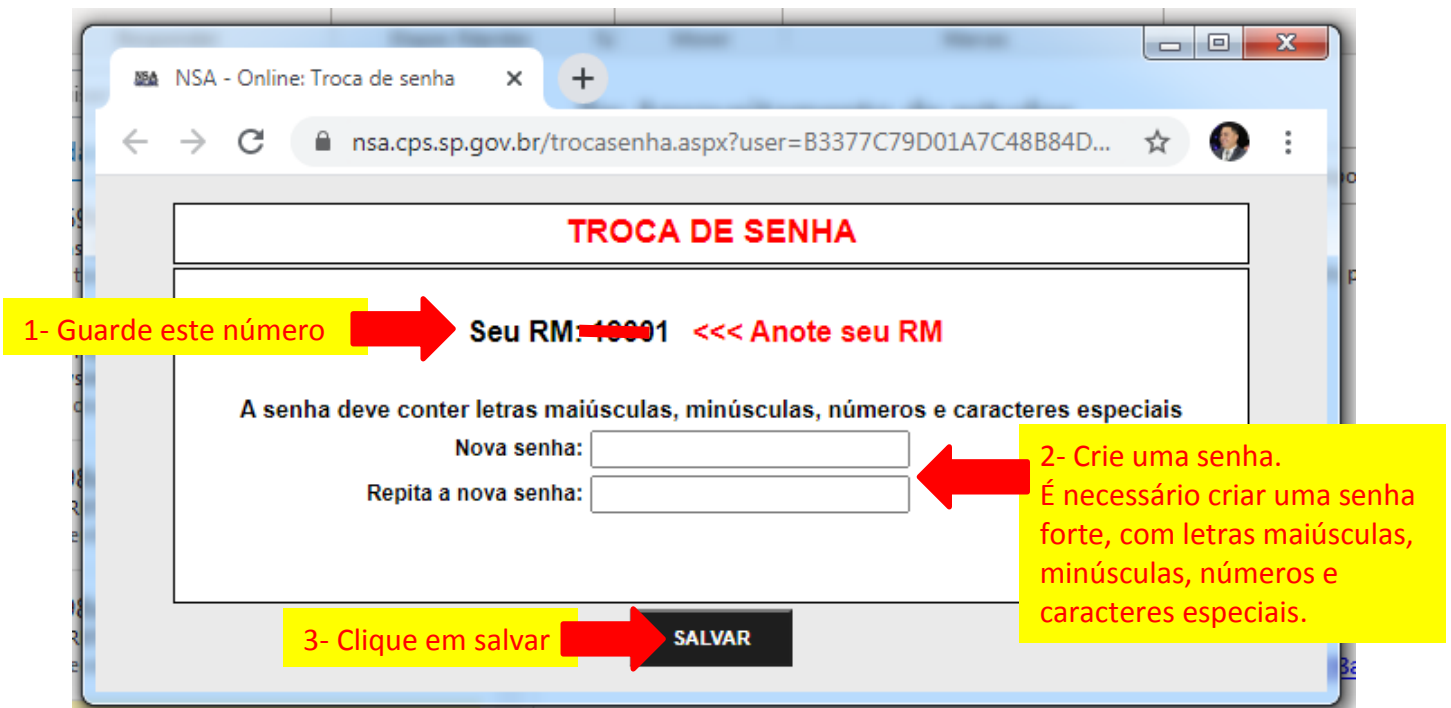 NSA - Online: Troca de senha
nsa.cps.sp.gov.br/trocasenha.aspx?user=B3377C79D01A7C48B84D...
TROCA DE SENHA
1- Guarde este número
Seu RM: <<< Anote seu RM
A senha deve conter letras maiúsculas, minúsculas, números e caracteres especiais
Nova senha:
Repita a nova senha:
2- Crie uma senha.
É necessário criar uma senha
forte, com letras maiúsculas,
minúsculas, números e
caracteres especiais.
3- Clique em salvar
SALVAR